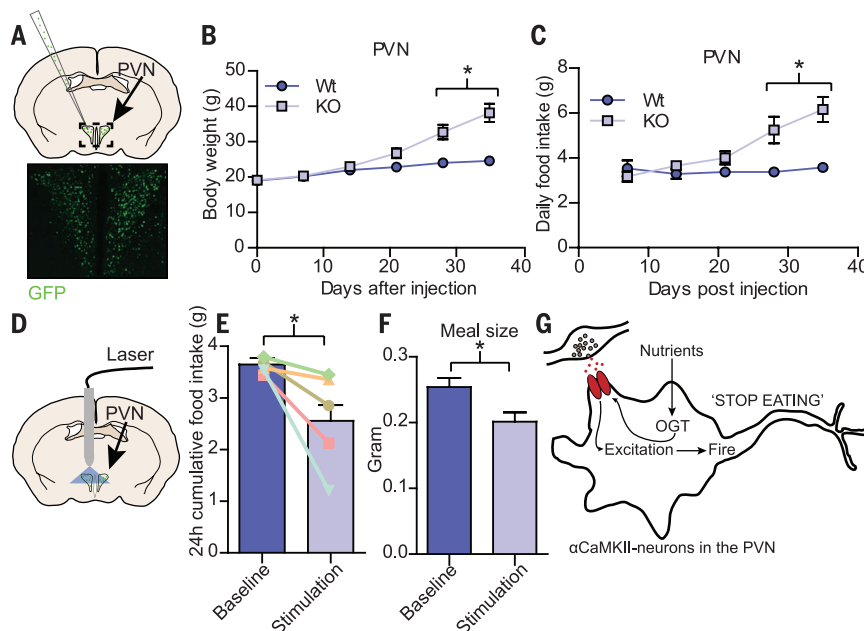 A
PVN
GFP
B
PVN
Body weight (g)
50
40
30
20
10
0
Wt
KO
*
0
10
20
30
40
Days after injection
C
PVN
Daily food intake (g)
8
6
4
2
0
Wt
KO
*
0
10
20
30
40
Days post injection
D
Laser
PVN
E
24h cumulative food intake (g)
4
3
2
1
0
*
Baseline
Stimulation
F
Meal size
*
Gram
0.3
0.2
0.1
0.0
Baseline
Stimulation
G
Nutrients
'STOP EATING'
OGT
Excitation
Fire
αCaMKII-neurons in the PVN